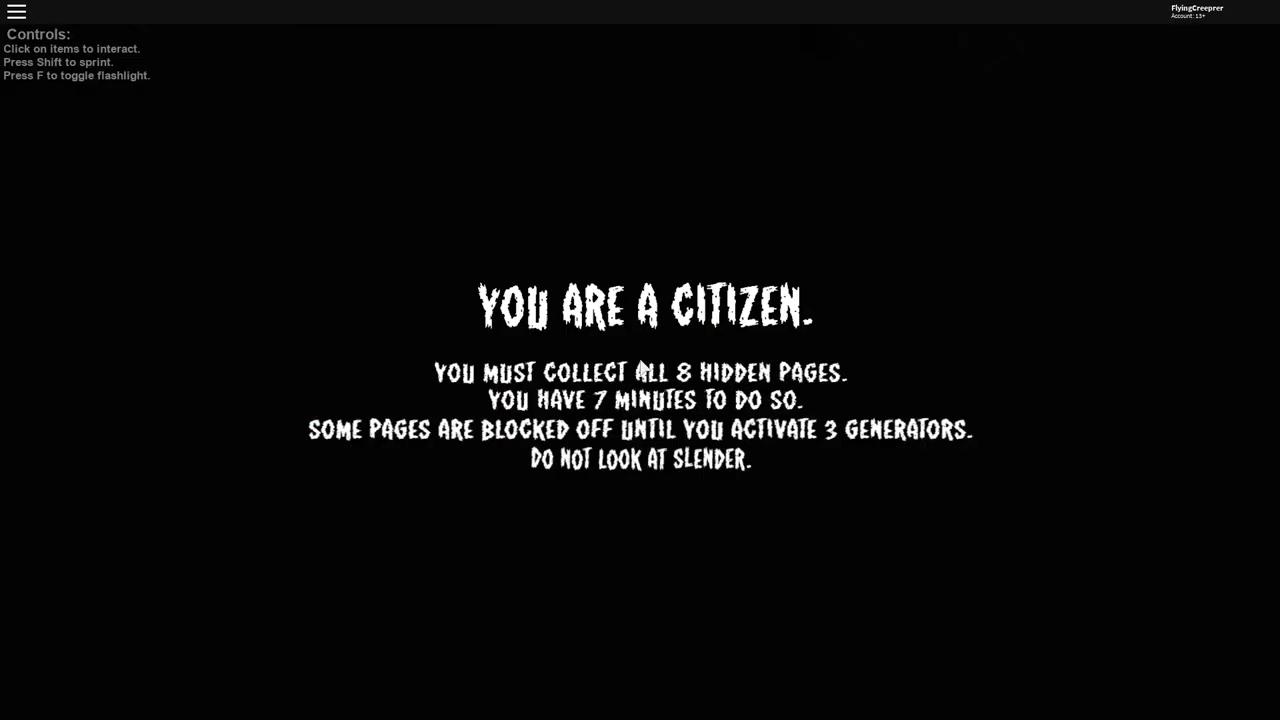 FlyingCreeprer
Account: 13+
Controls:
Click on items to interact.
Press Shift to sprint.
Press F to toggle flashlight.
YOU ARE A CITIZEN.
YOU MUST COLLECT ALL 8 HIDDEN PAGES.
YOU HAVE 7 MINUTES TO DO SO.
SOME PAGES ARE BLOCKED OFF UNTIL YOU ACTIVATE 3 GENERATORS.
DO NOT LOOK AT SLENDER.